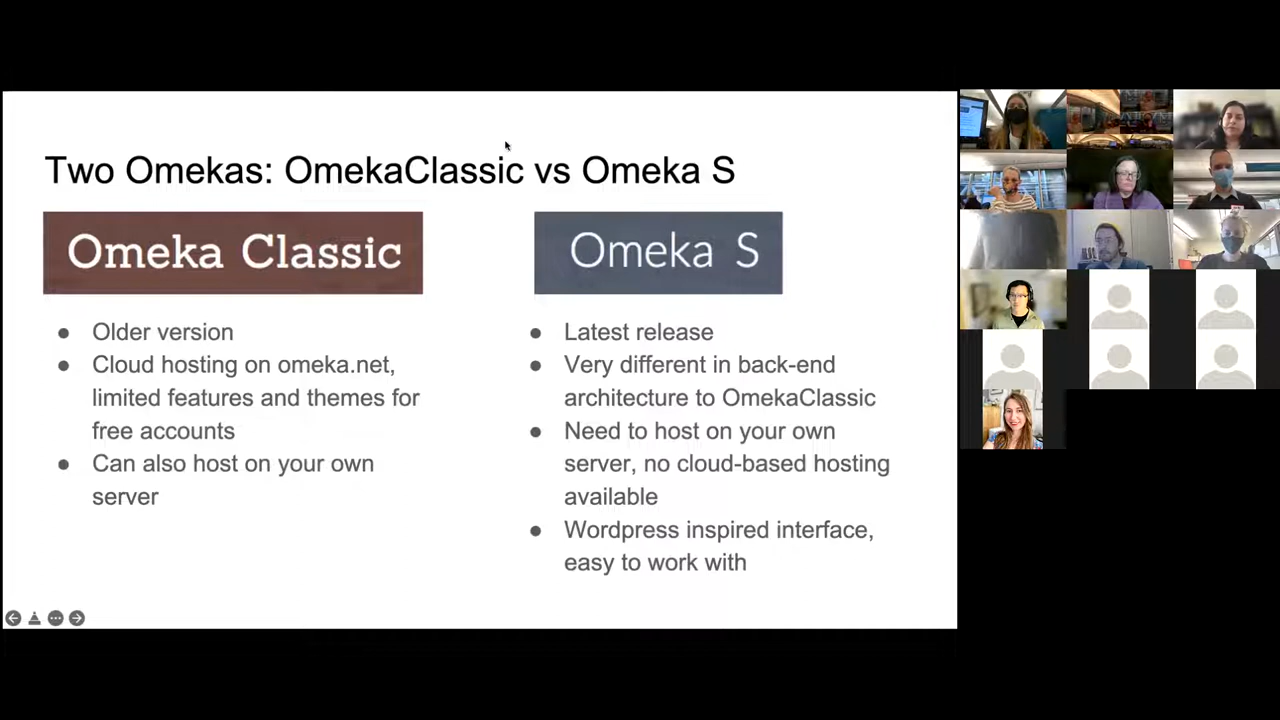 Two Omekas: OmekaClassic vs Omeka S
Omeka Classic
● Older version
● Cloud hosting on omeka.net,
limited features and themes for
free accounts
● Can also host on your own
server
Omeka S
● Latest release
● Very different in back-end
architecture to OmekaClassic
● Need to host on your own
server, no cloud-based hosting
available
● Wordpress inspired interface,
easy to work with